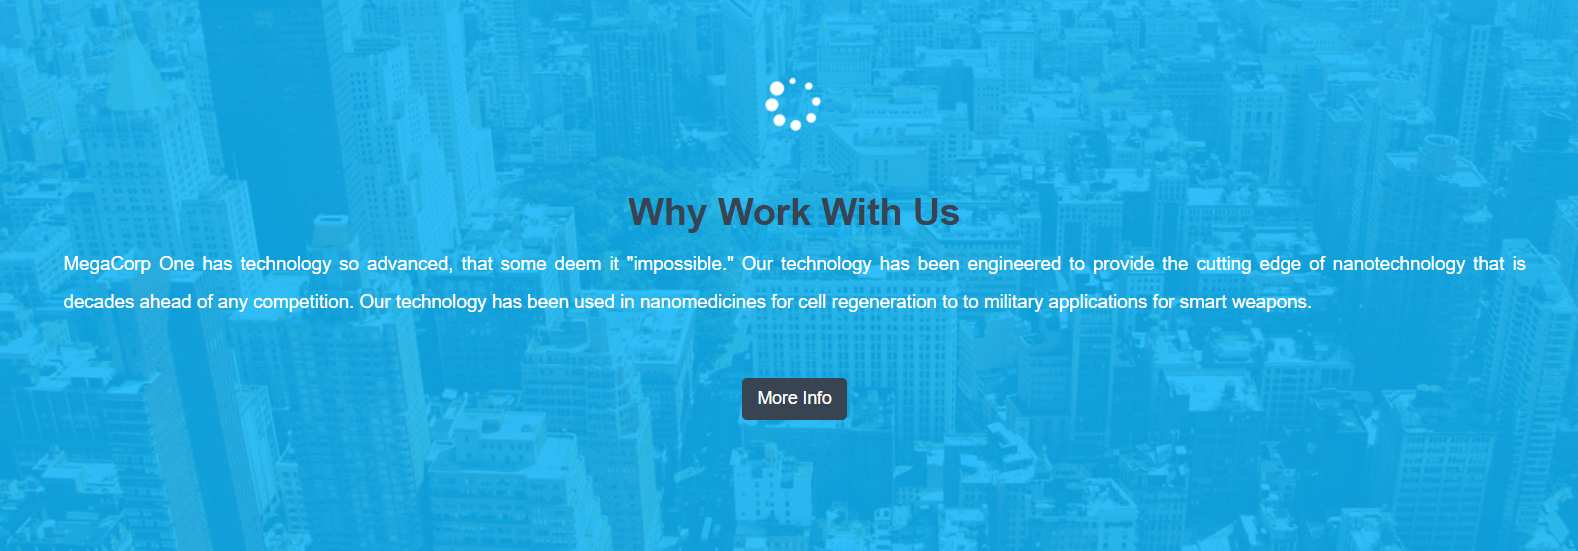 Why Work With Us
MegaCorp One has technology so advanced, that some deem it "impossible." Our technology has been engineered to provide the cutting edge of nanotechnology that is
decades ahead of any competition. Our technology has been used in nanomedicines for cell regeneration to to military applications for smart weapons.
More Info